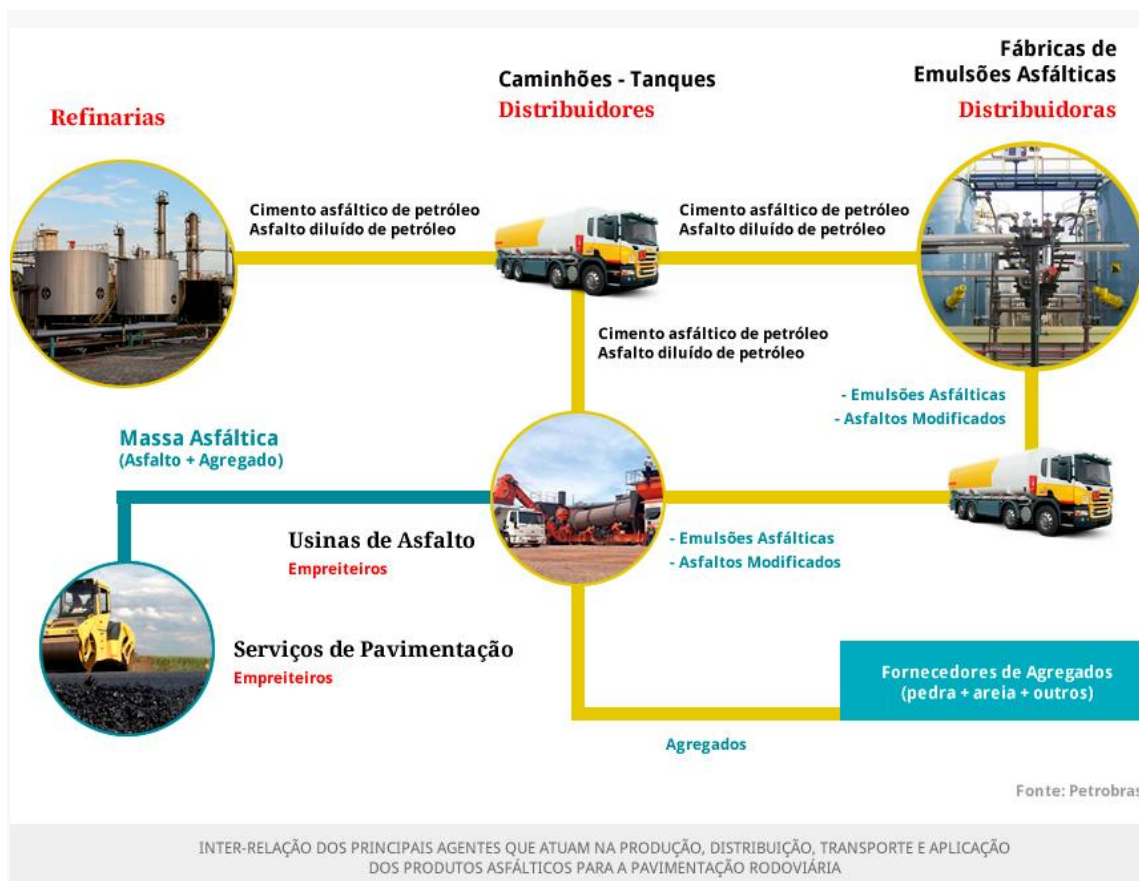 Fábricas de
Emulsões Asfálticas
Distribuidoras
Caminhões - Tanques
Distribuidores
Refinarias
Cimento asfáltico de petróleo
Asfalto diluído de petróleo
Cimento asfáltico de petróleo
Asfalto diluído de petróleo
Cimento asfáltico de petróleo
Asfalto diluído de petróleo
- Emulsões Asfálticas
- Asfaltos Modificados
Massa Asfáltica
(Asfalto + Agregado)
Usinas de Asfalto
Empreiteiros
- Emulsões Asfálticas
- Asfaltos Modificados
Serviços de Pavimentação
Empreiteiros
Fornecedores de Agregados
(pedra + areia + outros)
Agregados
Fonte: Petrobras
INTER-RELAÇÃO DOS PRINCIPAIS AGENTES QUE ATUAM NA PRODUÇÃO, DISTRIBUIÇÃO, TRANSPORTE E APLICAÇÃO
DOS PRODUTOS ASFÁLTICOS PARA A PAVIMENTAÇÃO RODOVIÁRIA